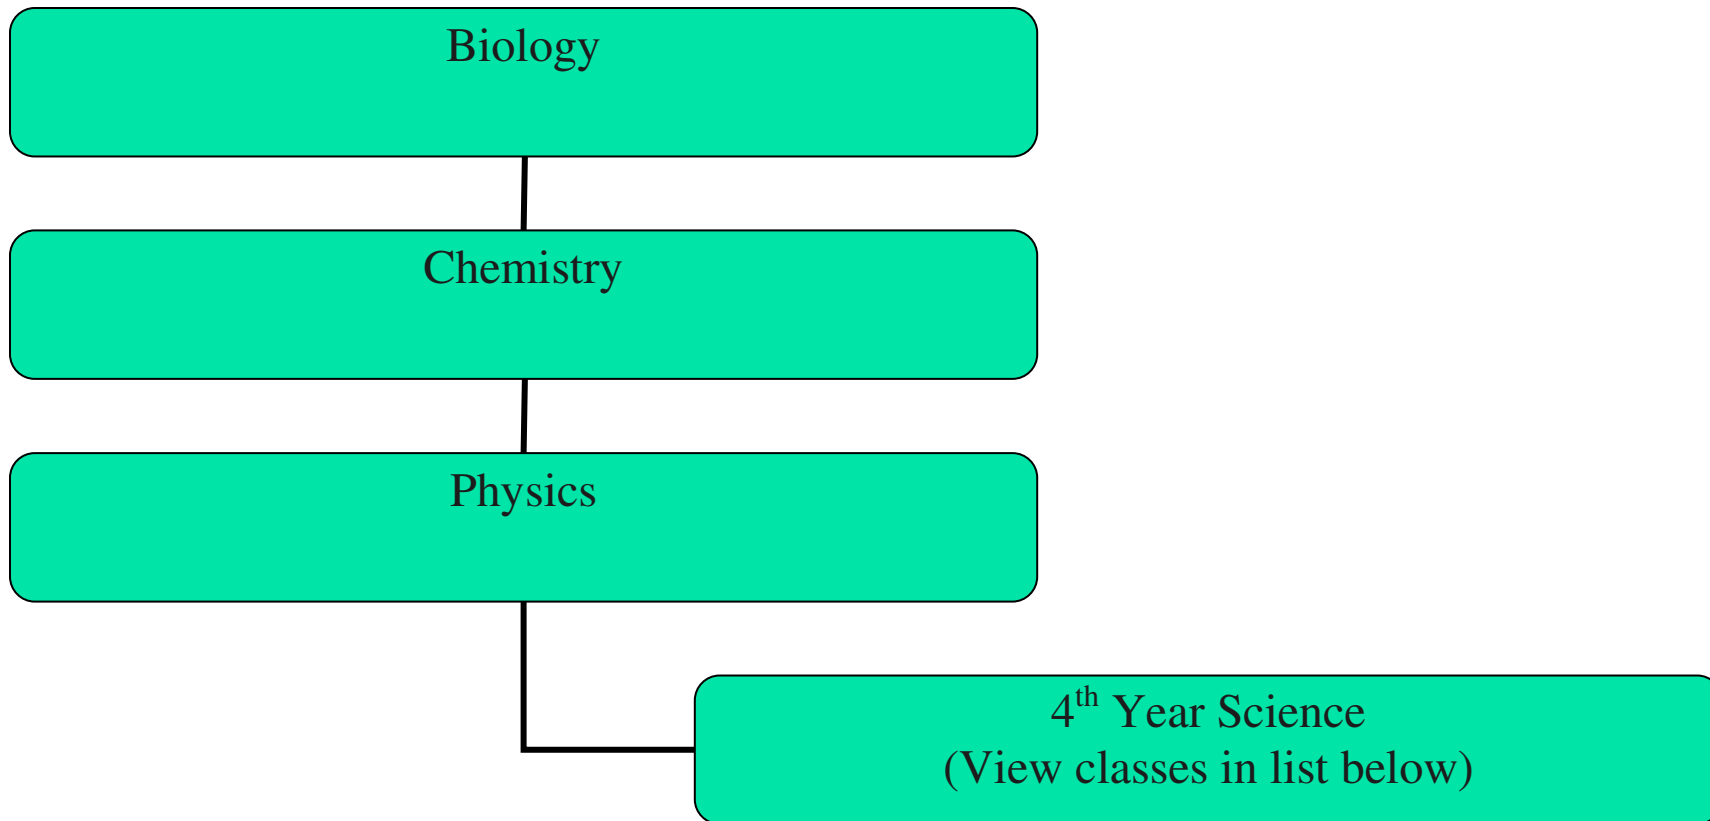 Biology
Chemistry
Physics
4th Year Science
(View classes in list below)